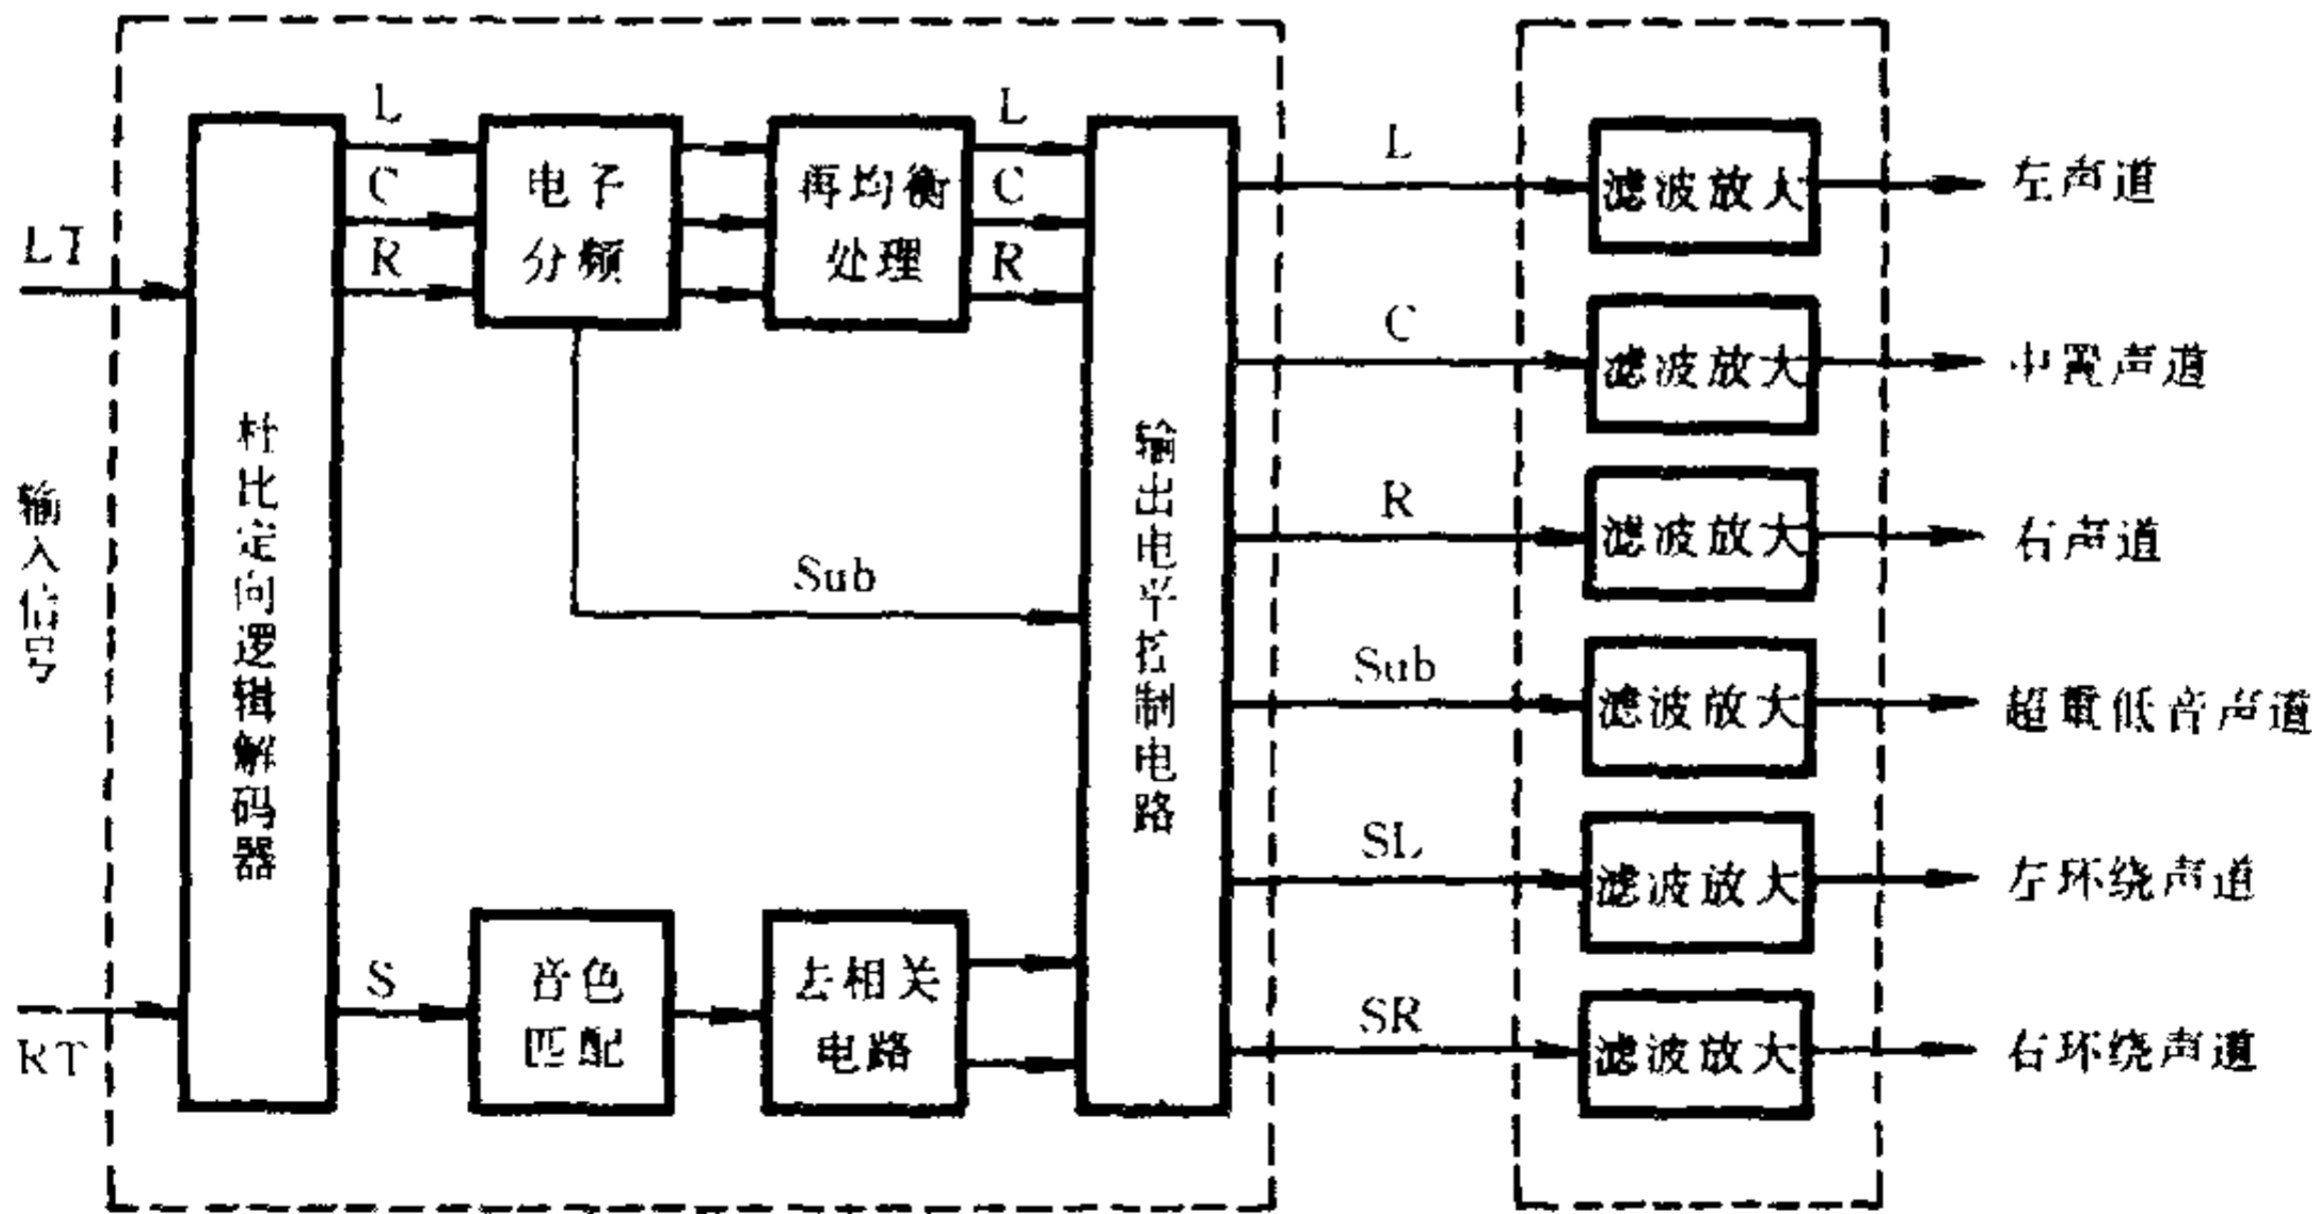 LT
输入信号
RT
杜比定向逻辑解码器
L
C
R
S
电子
分频
再均衡
处理
L
C
R
Sub
音色
匹配
去相关
电路
输出电平控制电路
L
C
R
Sub
SL
SR
滤波放大
滤波放大
滤波放大
滤波放大
滤波放大
滤波放大
左声道
中置声道
右声道
超重低音声道
左环绕声道
右环绕声道